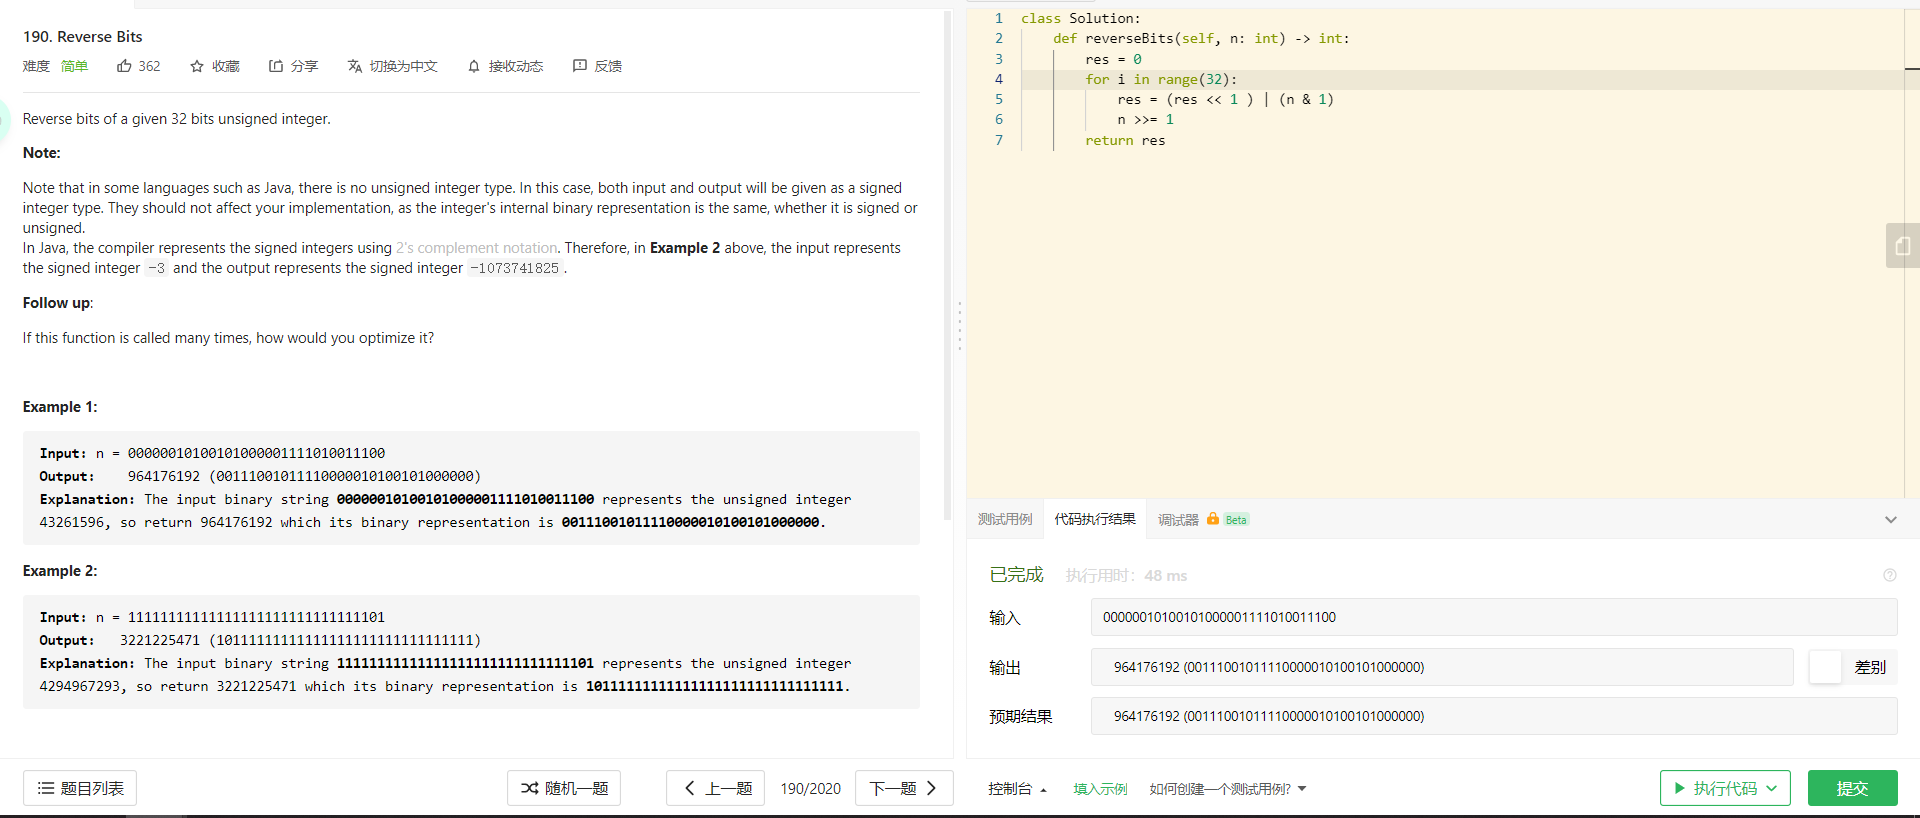 190. Reverse Bits
难度 简单 362 收藏 分享 切换为中文 接收动态 反馈
Reverse bits of a given 32 bits unsigned integer.
Note:
Note that in some languages such as Java, there is no unsigned integer type. In this case, both input and output will be given as a signed
integer type. They should not affect your implementation, as the integer's internal binary representation is the same, whether it is signed or
unsigned.
In Java, the compiler represents the signed integers using 2's complement notation. Therefore, in Example 2 above, the input represents
the signed integer -3 and the output represents the signed integer -1073741825.
Follow up:
If this function is called many times, how would you optimize it?
Example 1:
Input: n = 00000010100101000001111010011100
Output: 964176192 (00111001011110000010100101000000)
Explanation: The input binary string 00000010100101000001111010011100 represents the unsigned integer
43261596, so return 964176192 which its binary representation is 00111001011110000010100101000000.
Example 2:
Input: n = 11111111111111111111111111111101
Output: 3221225471 (10111111111111111111111111111111)
Explanation: The input binary string 11111111111111111111111111111101 represents the unsigned integer
4294967293, so return 3221225471 which its binary representation is 10111111111111111111111111111111.
题目列表 随机一题 上一题 190/2020 下一题
1 class Solution:
2 def reverseBits(self, n: int) -> int:
3 res = 0
4 for i in range(32):
5 res = (res << 1 ) | (n & 1)
6 n >>= 1
7 return res
测试用例 代码执行结果 调试器 Beta
已完成 执行用时: 48 ms
输入 00000010100101000001111010011100
输出 964176192 (00111001011110000010100101000000) 差别
预期结果 964176192 (00111001011110000010100101000000)
控制台 填入示例 如何创建一个测试用例? 执行代码 提交